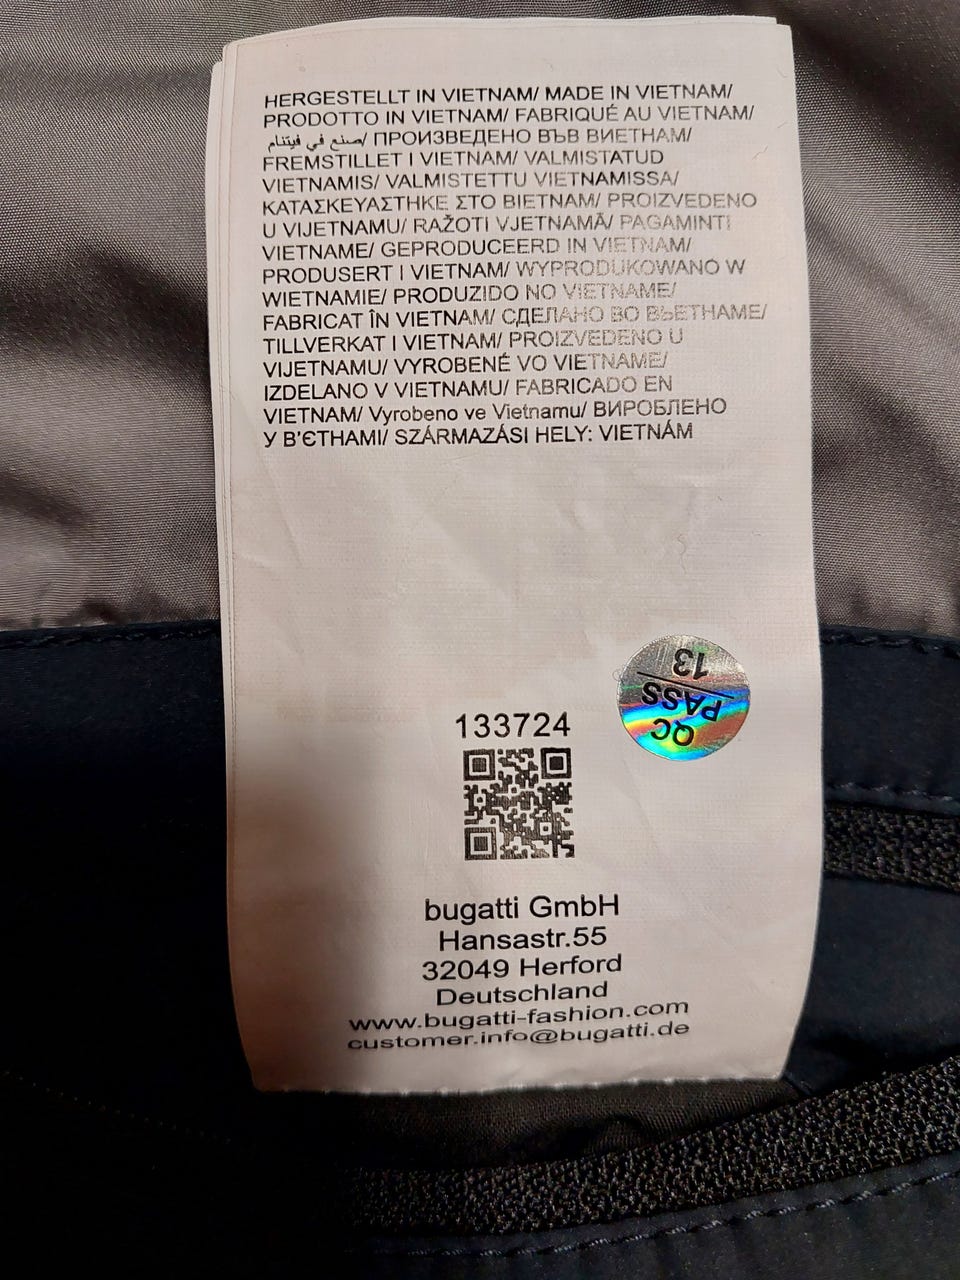 HERGESTELLT IN VIETNAM/ MADE IN VIETNAM/
PRODOTTO IN VIETNAM/ FABRIQUÉ AU VIETNAM/
صنع في فيتنام/ ПРОИЗВЕДЕНО ВЪВ ВИЕТНАМ/
FREMSTILLET I VIETNAM/ VALMISTATUD
VIETNAMIS/ VALMISTETTU VIETNAMISSA/
ΚΑΤΑΣΚΕΥΑΣΤΗΚΕ ΣΤΟ ΒΙΕΤΝΑΜ/ PROIZVEDENO
U VIJETNAMU/ RAŽOTI VJETNAMĀ/ PAGAMINTI
VIETNAME/ GEPRODUCEERD IN VIETNAM/
PRODUSERT I VIETNAM/ WYPRODUKOWANO W
WIETNAMIE/ PRODUZIDO NO VIETNAME/
FABRICAT ÎN VIETNAM/ СДЕЛАНО ВО ВЬЕТНАМЕ/
TILLVERKAT I VIETNAM/ PROIZVEDENO U
VIJETNAMU/ VYROBENÉ VO VIETNAME/
IZDELANO V VIETNAMU/ FABRICADO EN
VIETNAM/ Vyrobeno ve Vietnamu/ ВИРОБЛЕНО
У В'ЄТНАМІ/ SZÁRMAZÁSI HELY: VIETNÁM
QC
PASS
13
133724
bugatti GmbH
Hansastr.55
32049 Herford
Deutschland
www.bugatti-fashion.com
customer.info@bugatti.de